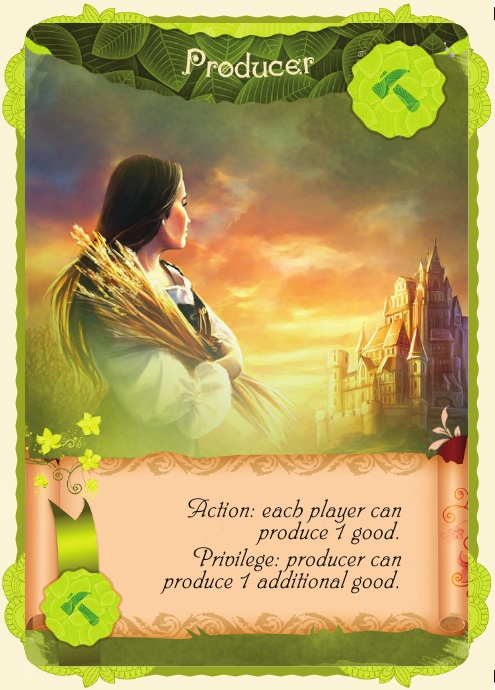 Producer
Action: each player can
produce 1 good.
Privilege: producer can
produce 1 additional good.